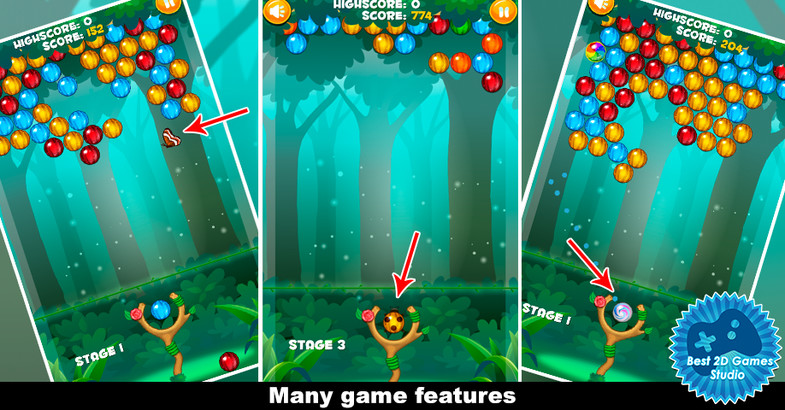 HIGHSCORE: 0
SCORE: 152
STAGE 1
HIGHSCORE: 0
SCORE: 774
STAGE 3
HIGHSCORE: 0
SCORE: 204
STAGE 1
Best 2D Games
Studio
Many game features